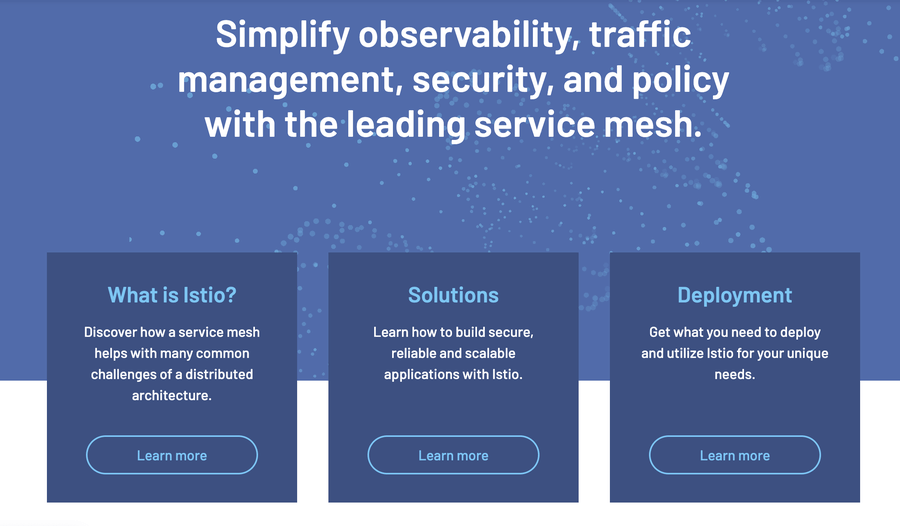 Simplify observability, traffic
management, security, and policy
with the leading service mesh.
What is Istio?
Discover how a service mesh
helps with many common
challenges of a distributed
architecture.
Learn more
Solutions
Learn how to build secure,
reliable and scalable
applications with Istio.
Learn more
Deployment
Get what you need to deploy
and utilize Istio for your unique
needs.
Learn more